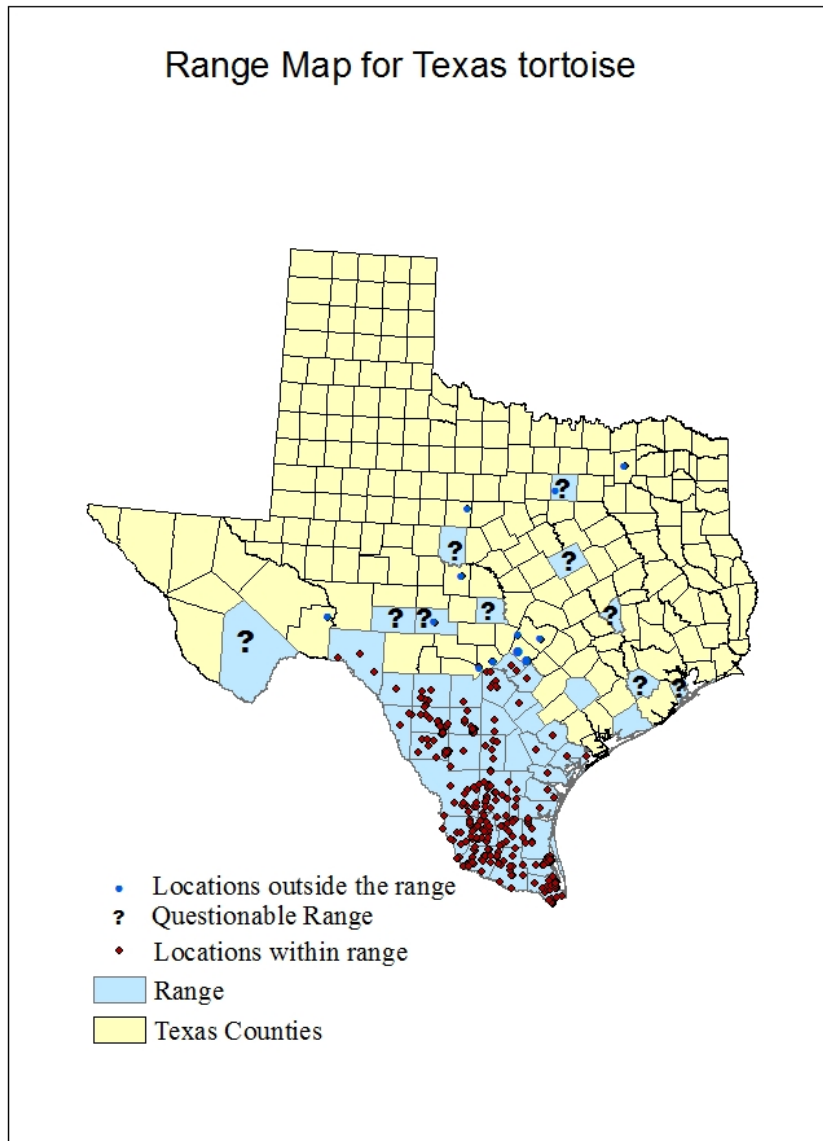 Range Map for Texas tortoise
?
?
?
?
?
?
?
?
?
?
Locations outside the range
? Questionable Range
Locations within range
Range
Texas Counties